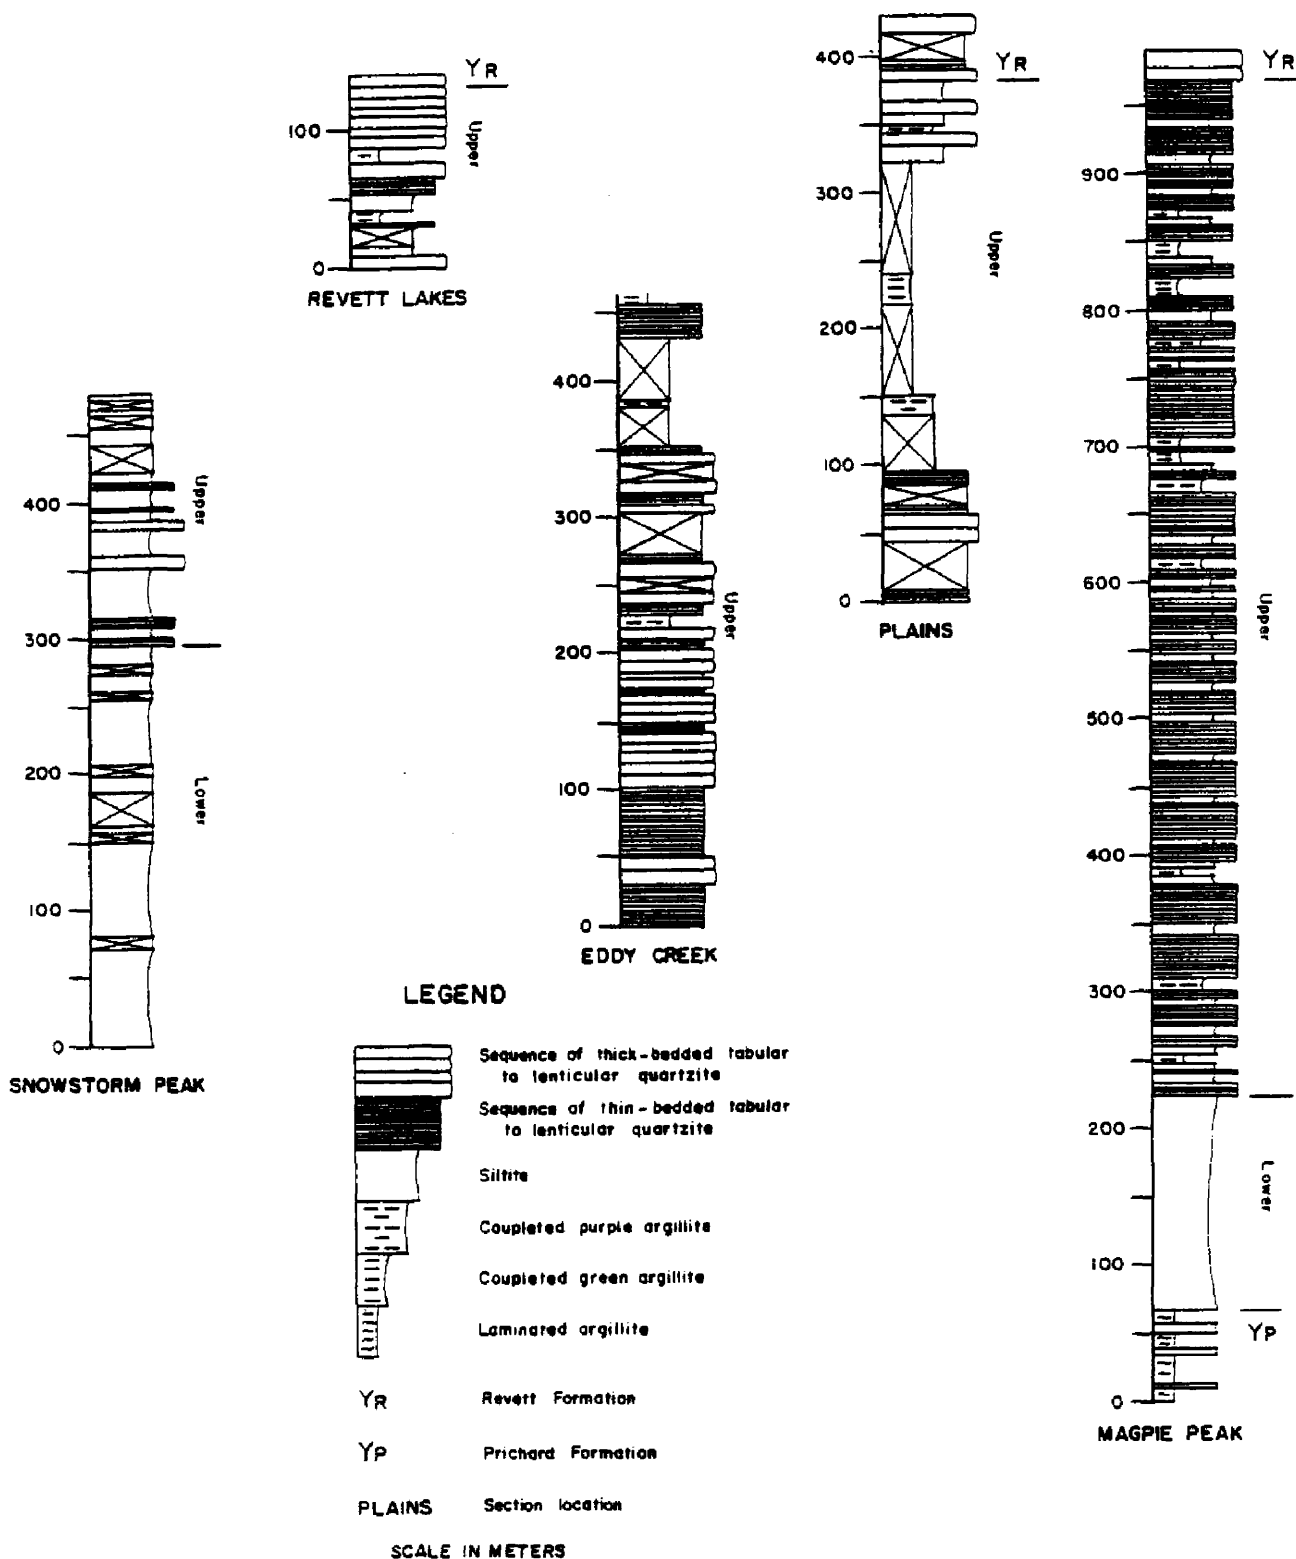 YR
Upper
100
0
REVETT LAKES
400
300
200
100
0
Upper
Lower
SNOWSTORM PEAK
400
300
200
100
0
Upper
EDDY CREEK
400
300
200
100
0
YR
Upper
PLAINS
YR
900
800
700
600
500
400
300
200
100
0
Upper
Lower
YP
MAGPIE PEAK
LEGEND
Sequence of thick-bedded tabular
to lenticular quartzite
Sequence of thin-bedded tabular
to lenticular quartzite
Siltite
Coupleted purple argillite
Coupleted green argillite
Laminated argillite
YR Revett Formation
YP Prichard Formation
PLAINS Section location
SCALE IN METERS